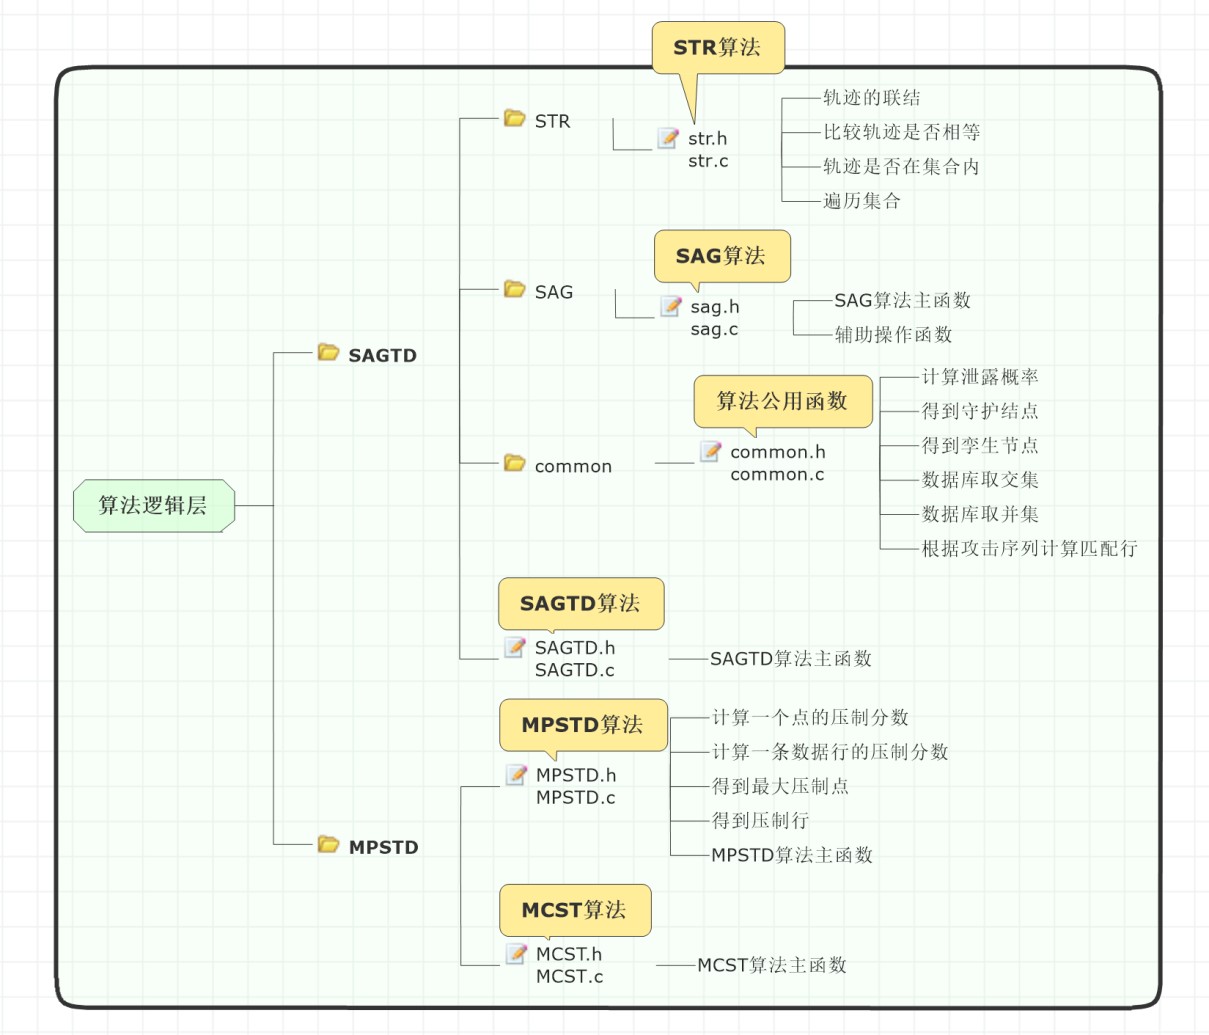 STR算法
STR
str.h
str.c
轨迹的联结
比较轨迹是否相等
轨迹是否在集合内
遍历集合
SAG算法
SAG
sag.h
sag.c
SAG算法主函数
辅助操作函数
SAGTD
算法公用函数
common
common.h
common.c
计算泄露概率
得到守护结点
得到孪生节点
数据库取交集
数据库取并集
根据攻击序列计算匹配行
算法逻辑层
SAGTD算法
SAGTD.h
SAGTD.c
SAGTD算法主函数
MPSTD算法
MPSTD.h
MPSTD.c
计算一个点的压制分数
计算一条数据行的压制分数
得到最大压制点
得到压制行
MPSTD算法主函数
MPSTD
MCST算法
MCST.h
MCST.c
MCST算法主函数